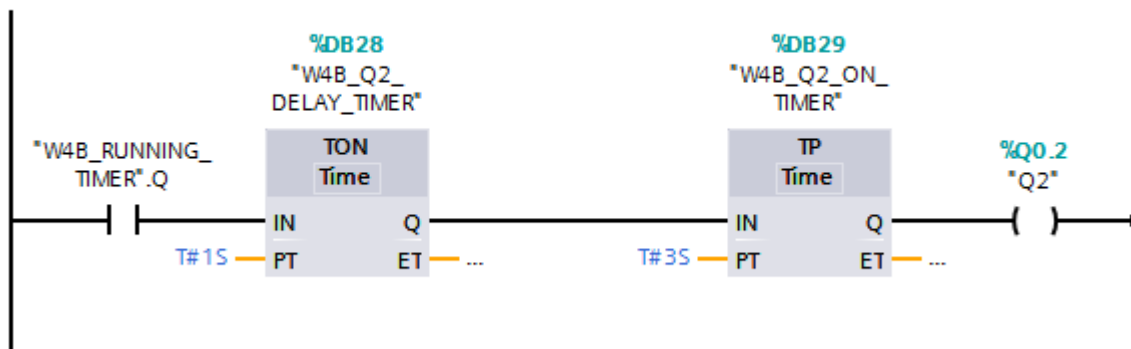 %DB28
"W4B_Q2_
DELAY_TIMER"
%DB29
"W4B_Q2_ON_
TIMER"
"W4B_RUNNING_
TIMER".Q
TON
Time
TP
Time
%Q0.2
"Q2"
IN Q
T#1S PT ET ...
IN Q
T#3S PT ET ...